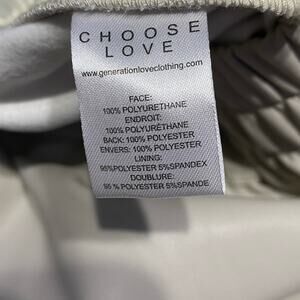 CHOOSE
LOVE
www.generationloveclothing.com
FACE:
100% POLYURETHANE
ENDROIT:
100% POLYURÉTHANE
BACK: 100% POLYESTER
ENVERS: 100% POLYESTER
LINING:
95%POLYESTER 5%SPANDEX
DOUBLURE:
95 % POLYESTER 5%SPANDE